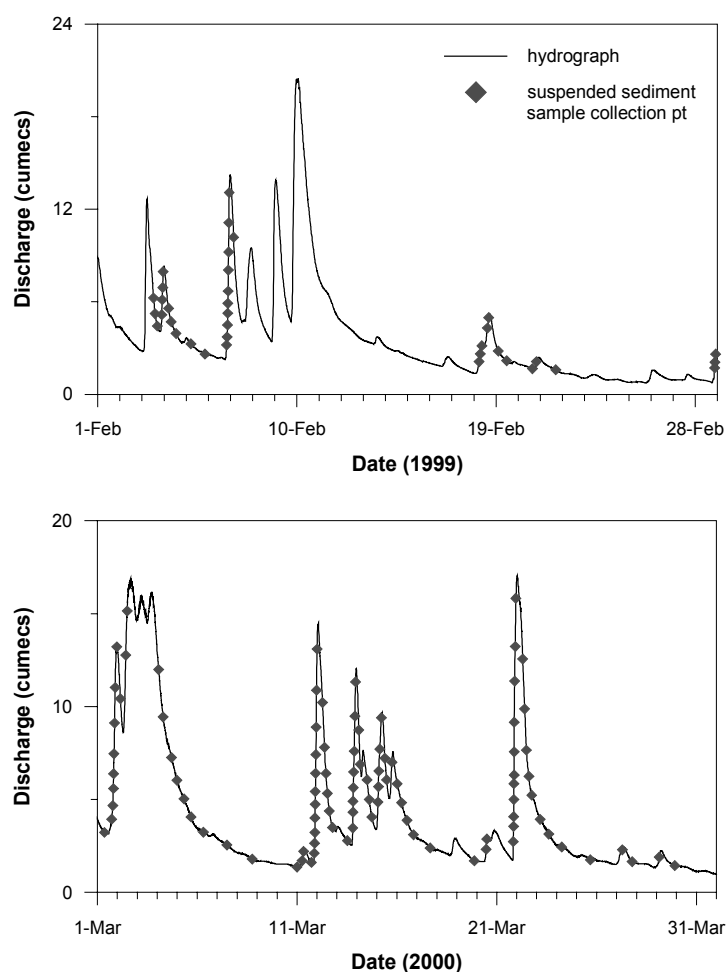 24
hydrograph
suspended sediment
sample collection pt
Discharge (cumecs)
12
0
1-Feb
10-Feb
19-Feb
28-Feb
Date (1999)
20
Discharge (cumecs)
10
0
1-Mar
11-Mar
21-Mar
31-Mar
Date (2000)